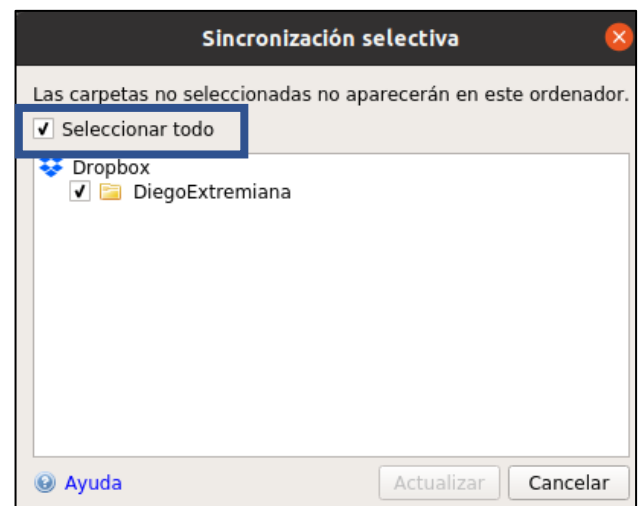 Sincronización selectiva
Las carpetas no seleccionadas no aparecerán en este ordenador.
Seleccionar todo
Dropbox
DiegoExtremiana
Ayuda
Actualizar
Cancelar